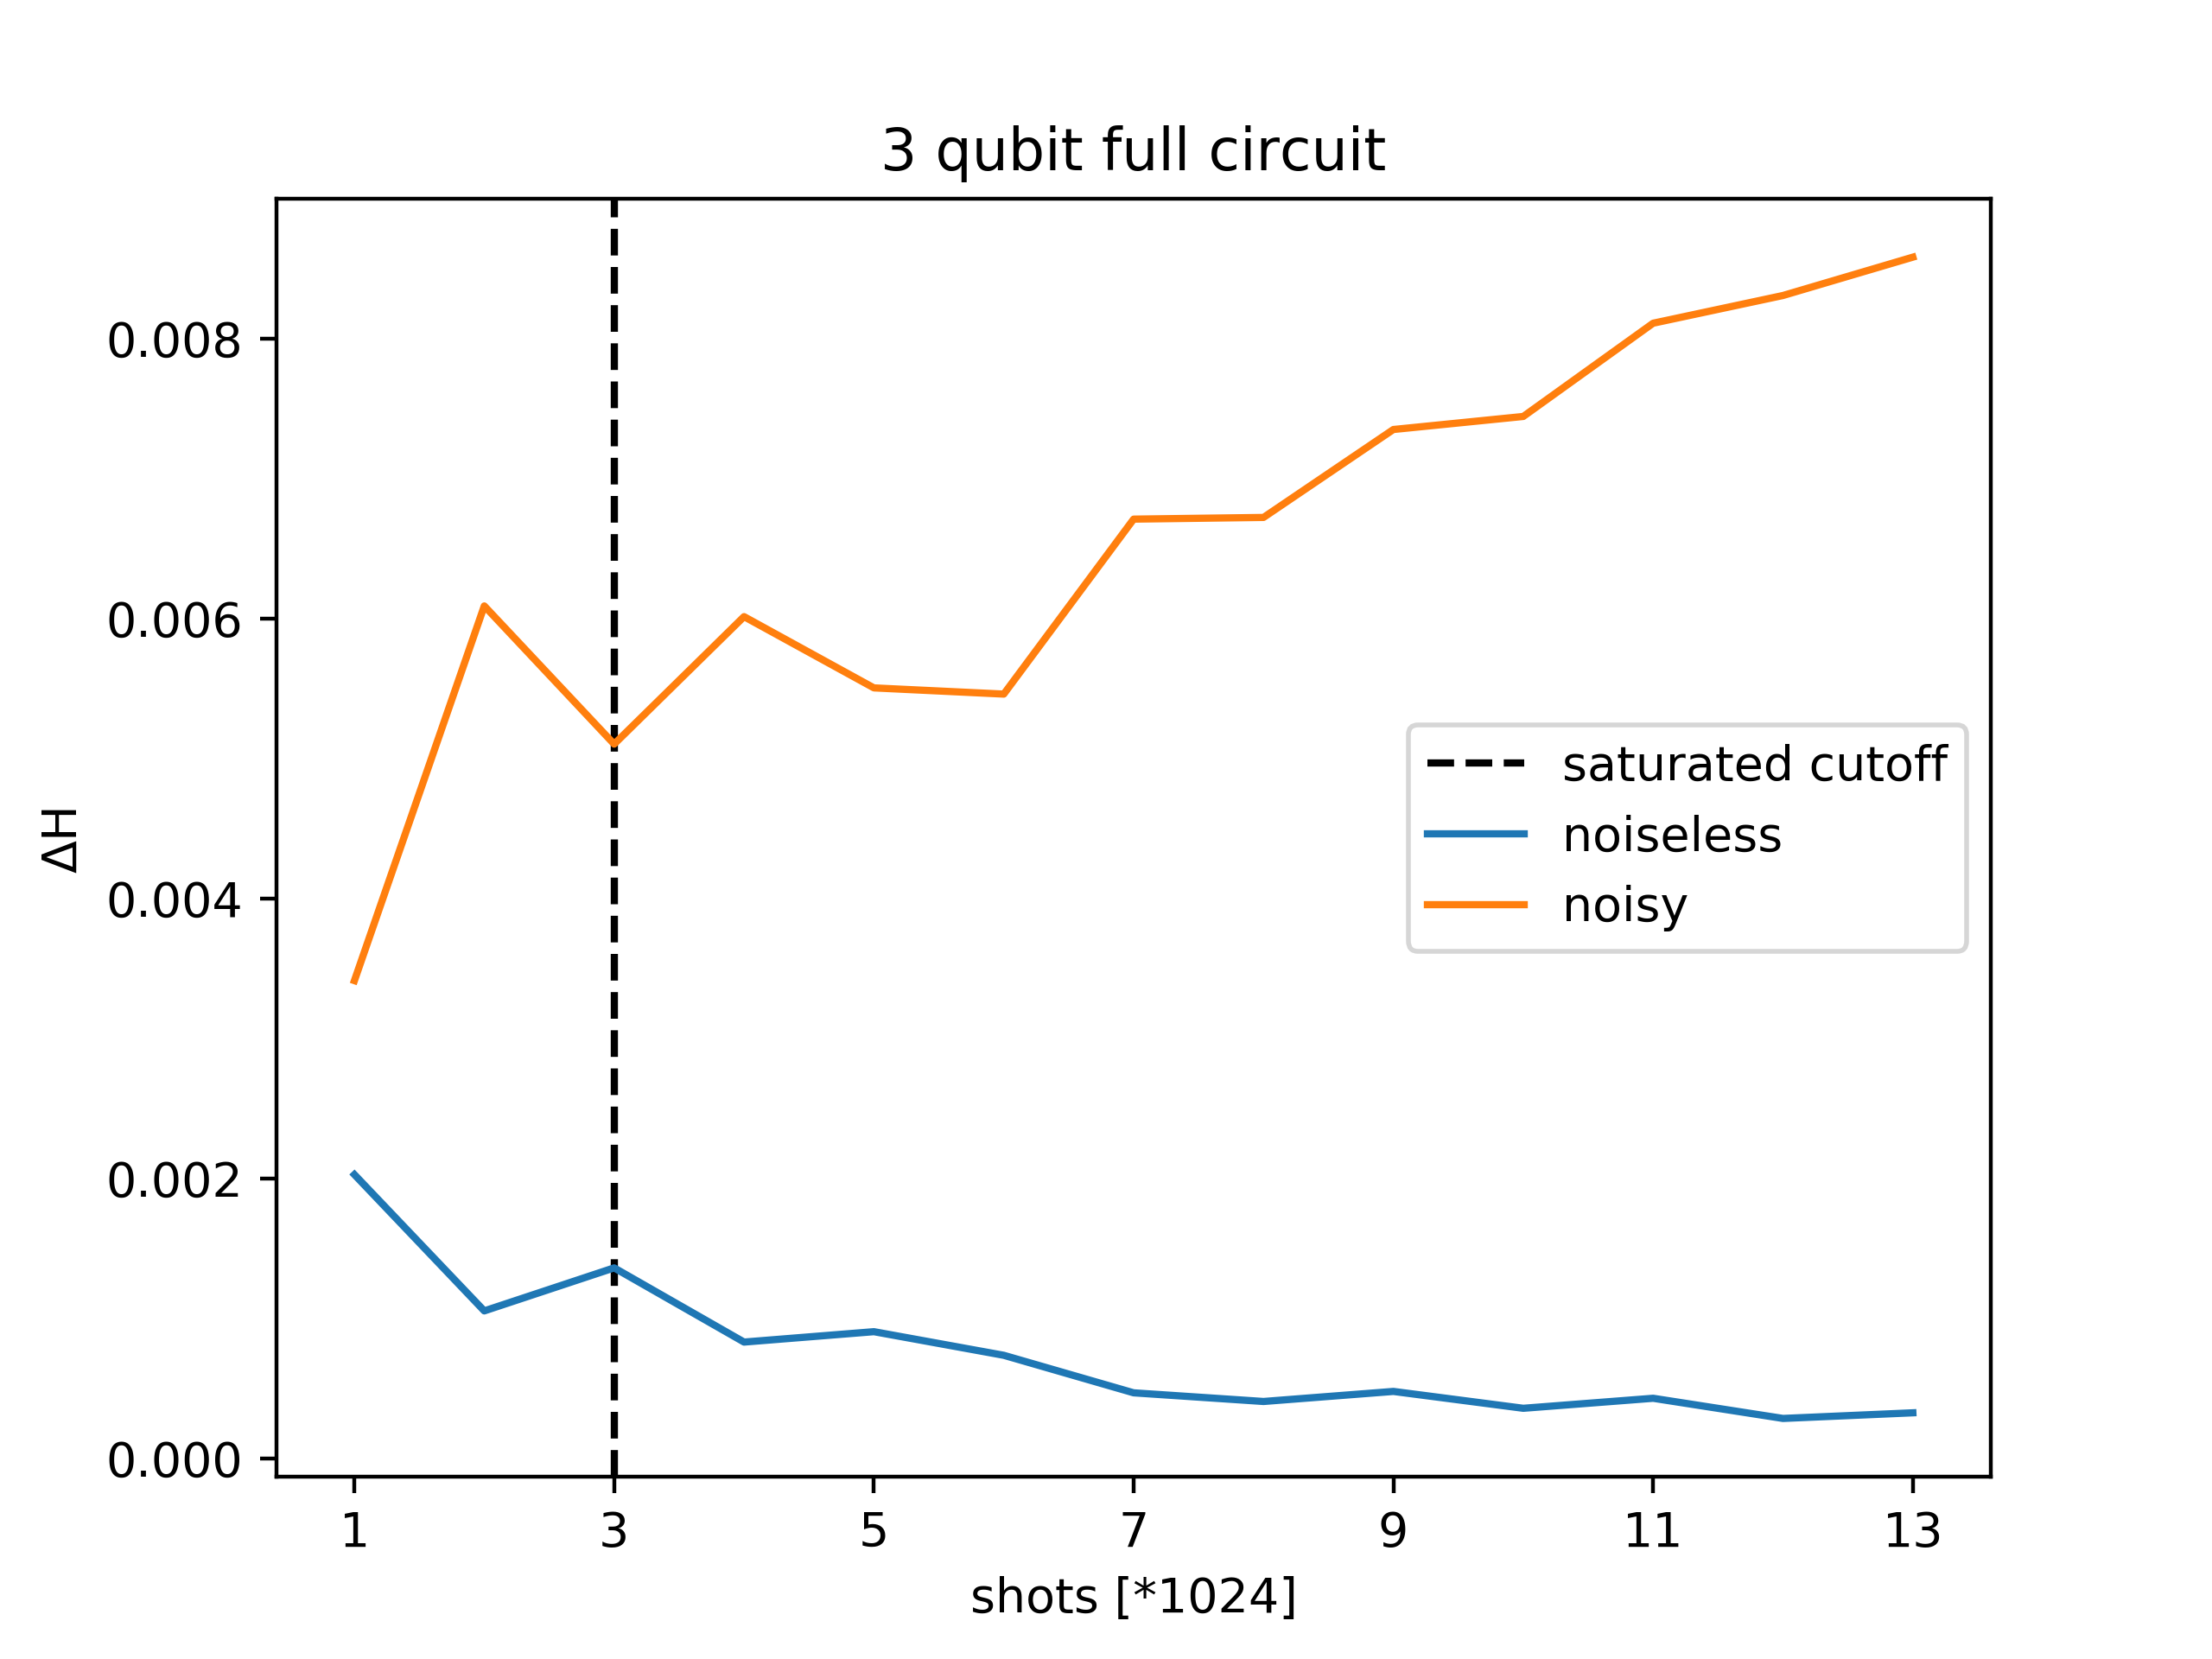 3 qubit full circuit
0.008
0.006
0.004
0.002
0.000
ΔH
saturated cutoff
noiseless
noisy
1 3 5 7 9 11 13
shots [*1024]